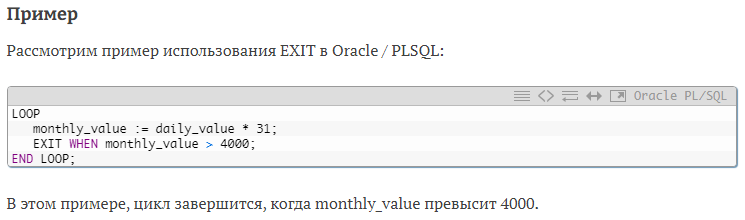 Пример
Рассмотрим пример использования EXIT в Oracle / PLSQL:
Oracle PL/SQL
LOOP
   monthly_value := daily_value * 31;
   EXIT WHEN monthly_value > 4000;
END LOOP;
В этом примере, цикл завершится, когда monthly_value превысит 4000.